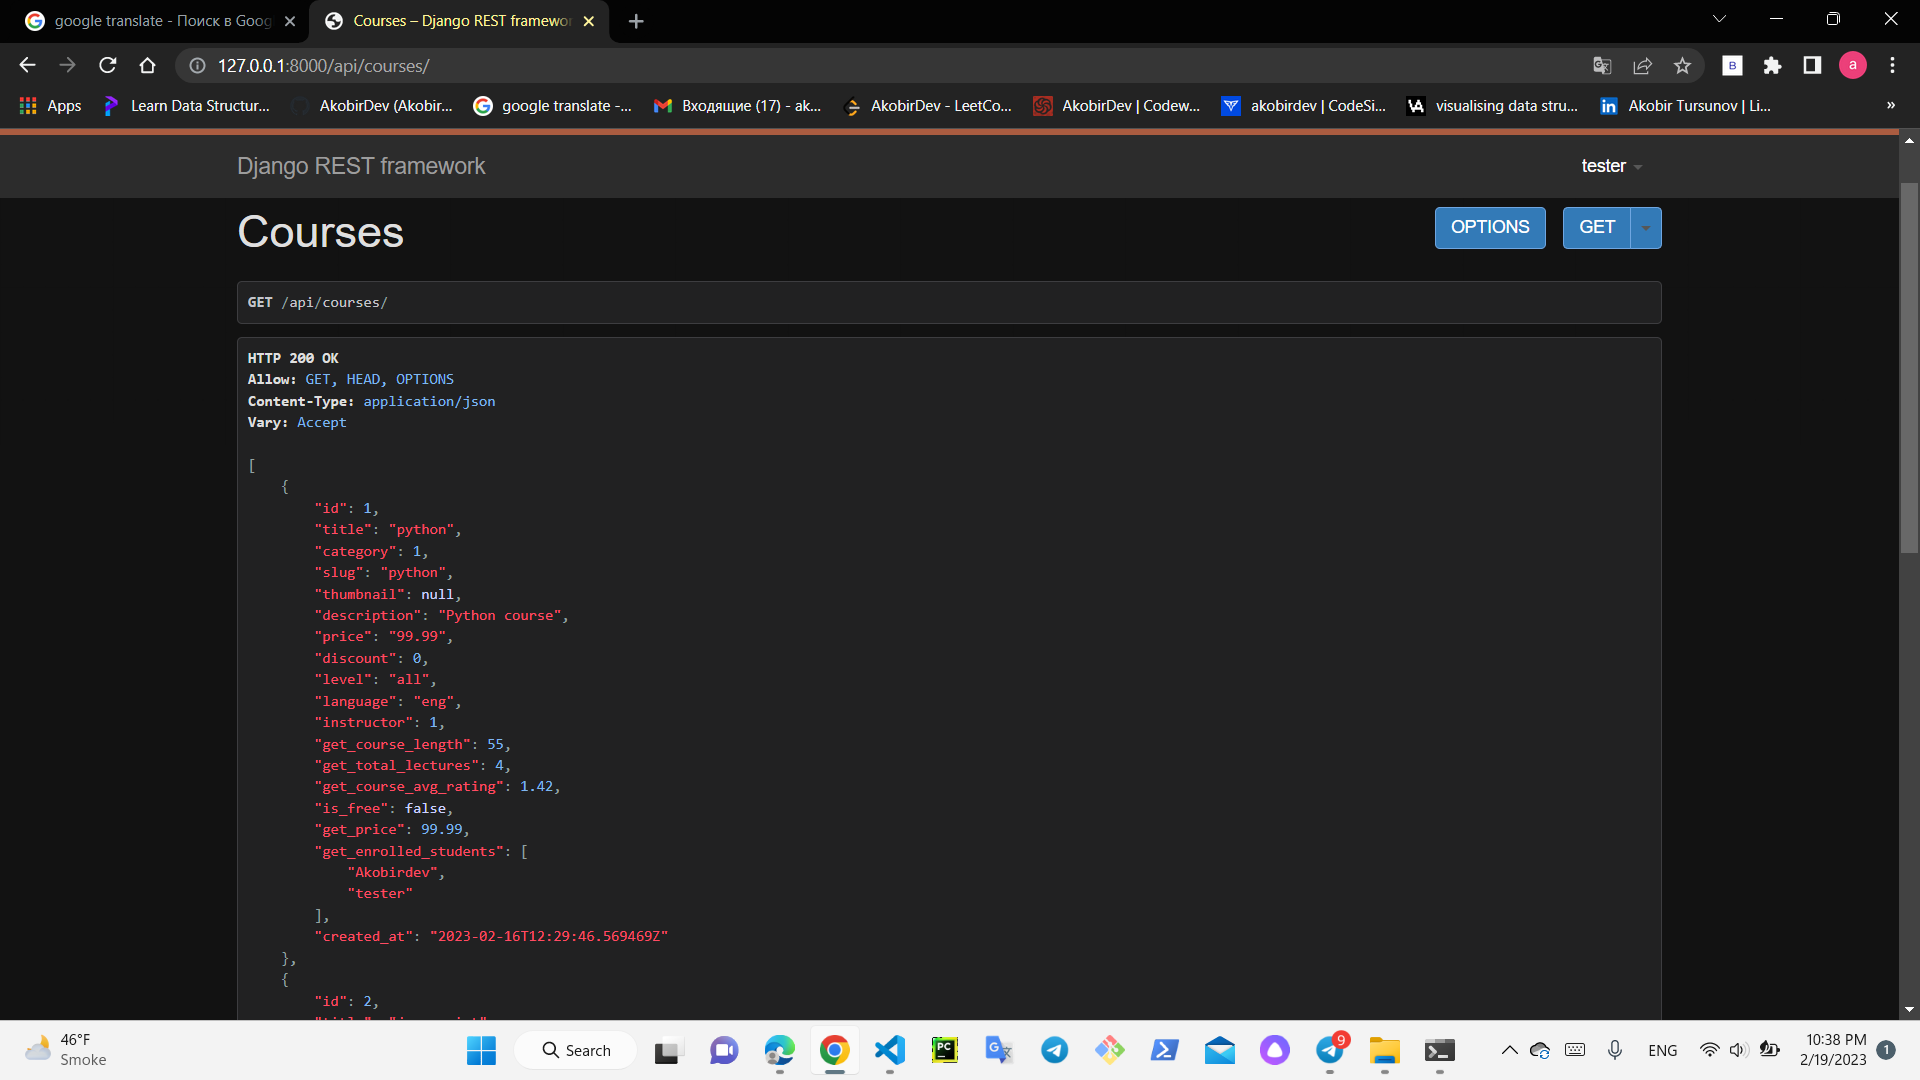 google translate - Поиск в Goog
Courses – Django REST framewor
127.0.0.1:8000/api/courses/
Apps
Learn Data Structur...
AkobirDev (Akobir...
google translate -...
Входящие (17) - ak...
AkobirDev - LeetCo...
AkobirDev | Codew...
akobirdev | CodeSi...
visualising data stru...
Akobir Tursunov | Li...
»
Django REST framework
tester
Courses
OPTIONS
GET
GET /api/courses/
HTTP 200 OK
Allow: GET, HEAD, OPTIONS
Content-Type: application/json
Vary: Accept
[
{
"id": 1,
"title": "python",
"category": 1,
"slug": "python",
"thumbnail": null,
"description": "Python course",
"price": "99.99",
"discount": 0,
"level": "all",
"language": "eng",
"instructor": 1,
"get_course_length": 55,
"get_total_lectures": 4,
"get_course_avg_rating": 1.42,
"is_free": false,
"get_price": 99.99,
"get_enrolled_students": [
"Akobirdev",
"tester"
],
"created_at": "2023-02-16T12:29:46.569469Z"
},
{
"id": 2,
46°F
Smoke
Search
9
ENG
10:38 PM
2/19/2023
1